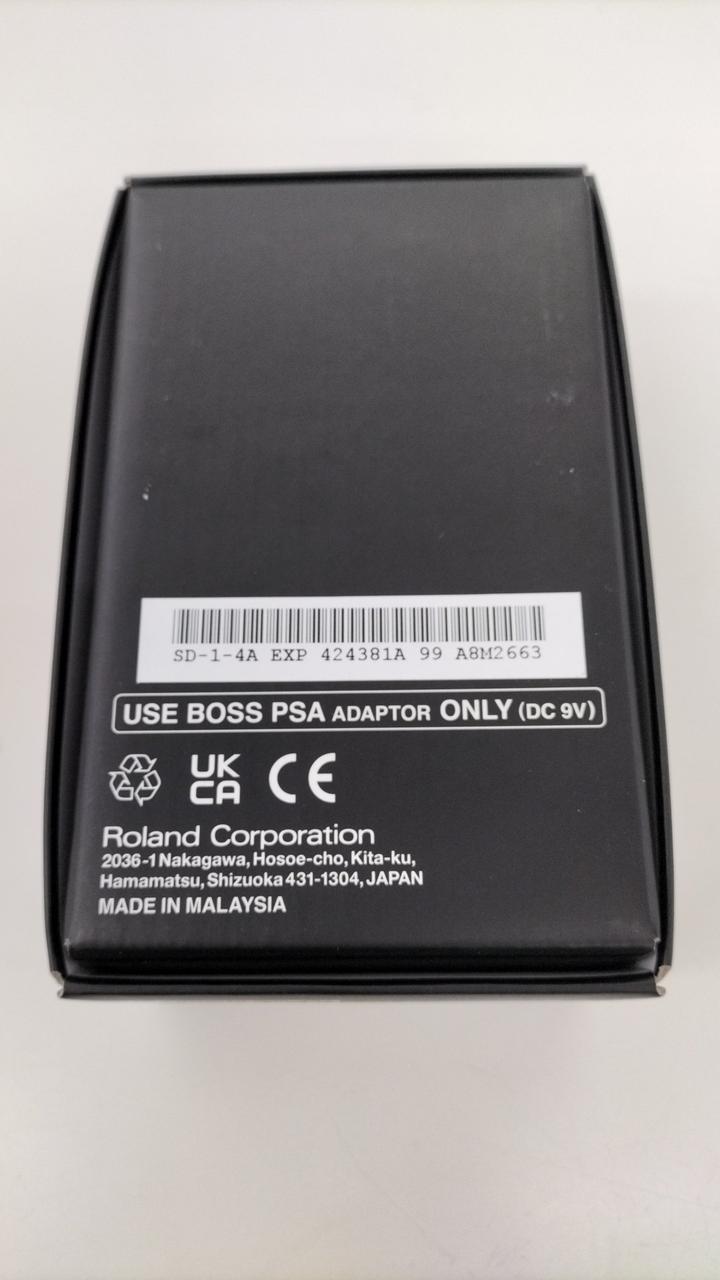 SD-1-4A EXP 424381A 99 A8M2663
USE BOSS PSA ADAPTOR ONLY (DC 9V)
UK
CA
CE
Roland Corporation
2036-1 Nakagawa, Hosoe-cho, Kita-ku,
Hamamatsu, Shizuoka 431-1304, JAPAN
MADE IN MALAYSIA